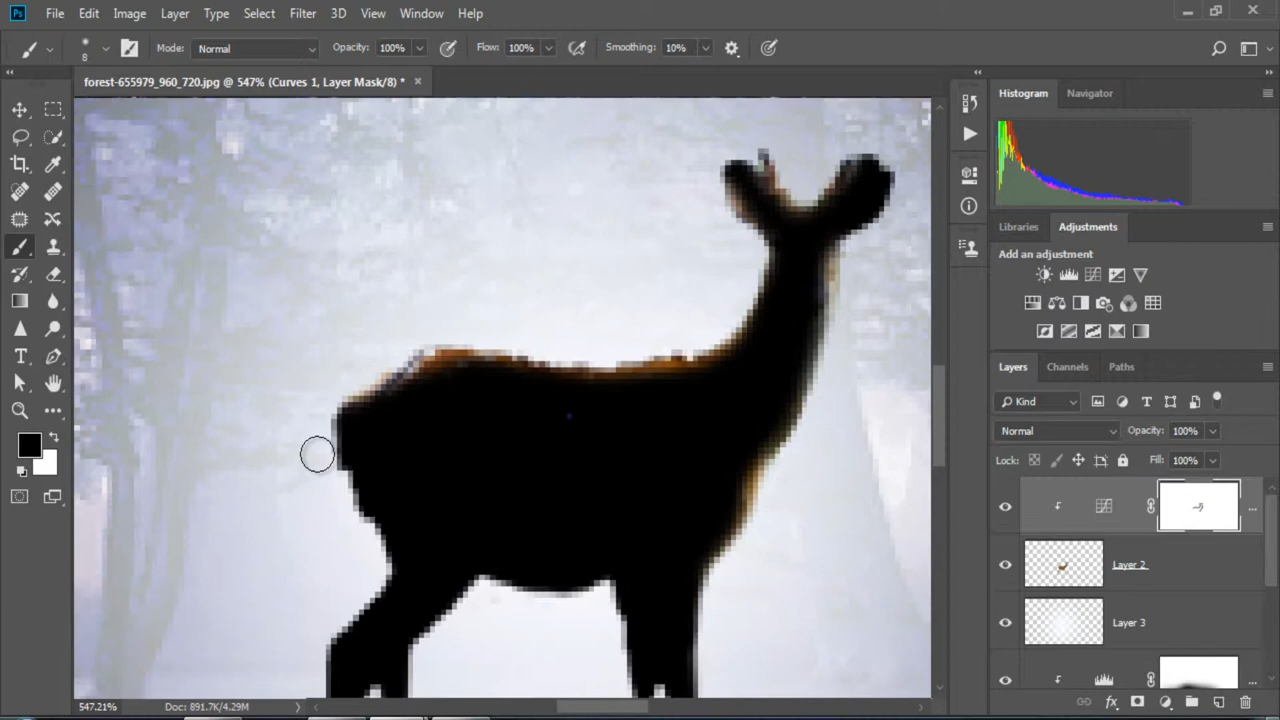 Ps File Edit Image Layer Type Select Filter 3D View Window Help
8 Mode: Normal Opacity: 100% Flow: 100% Smoothing: 10%
forest-655979_960_720.jpg @ 547% (Curves 1, Layer Mask/8) *
Histogram Navigator
Libraries Adjustments
Add an adjustment
Layers Channels Paths
Kind
Normal Opacity: 100%
Lock: Fill: 100%
Layer 2
Layer 3
547.21% Doc: 891.7K/4.29M